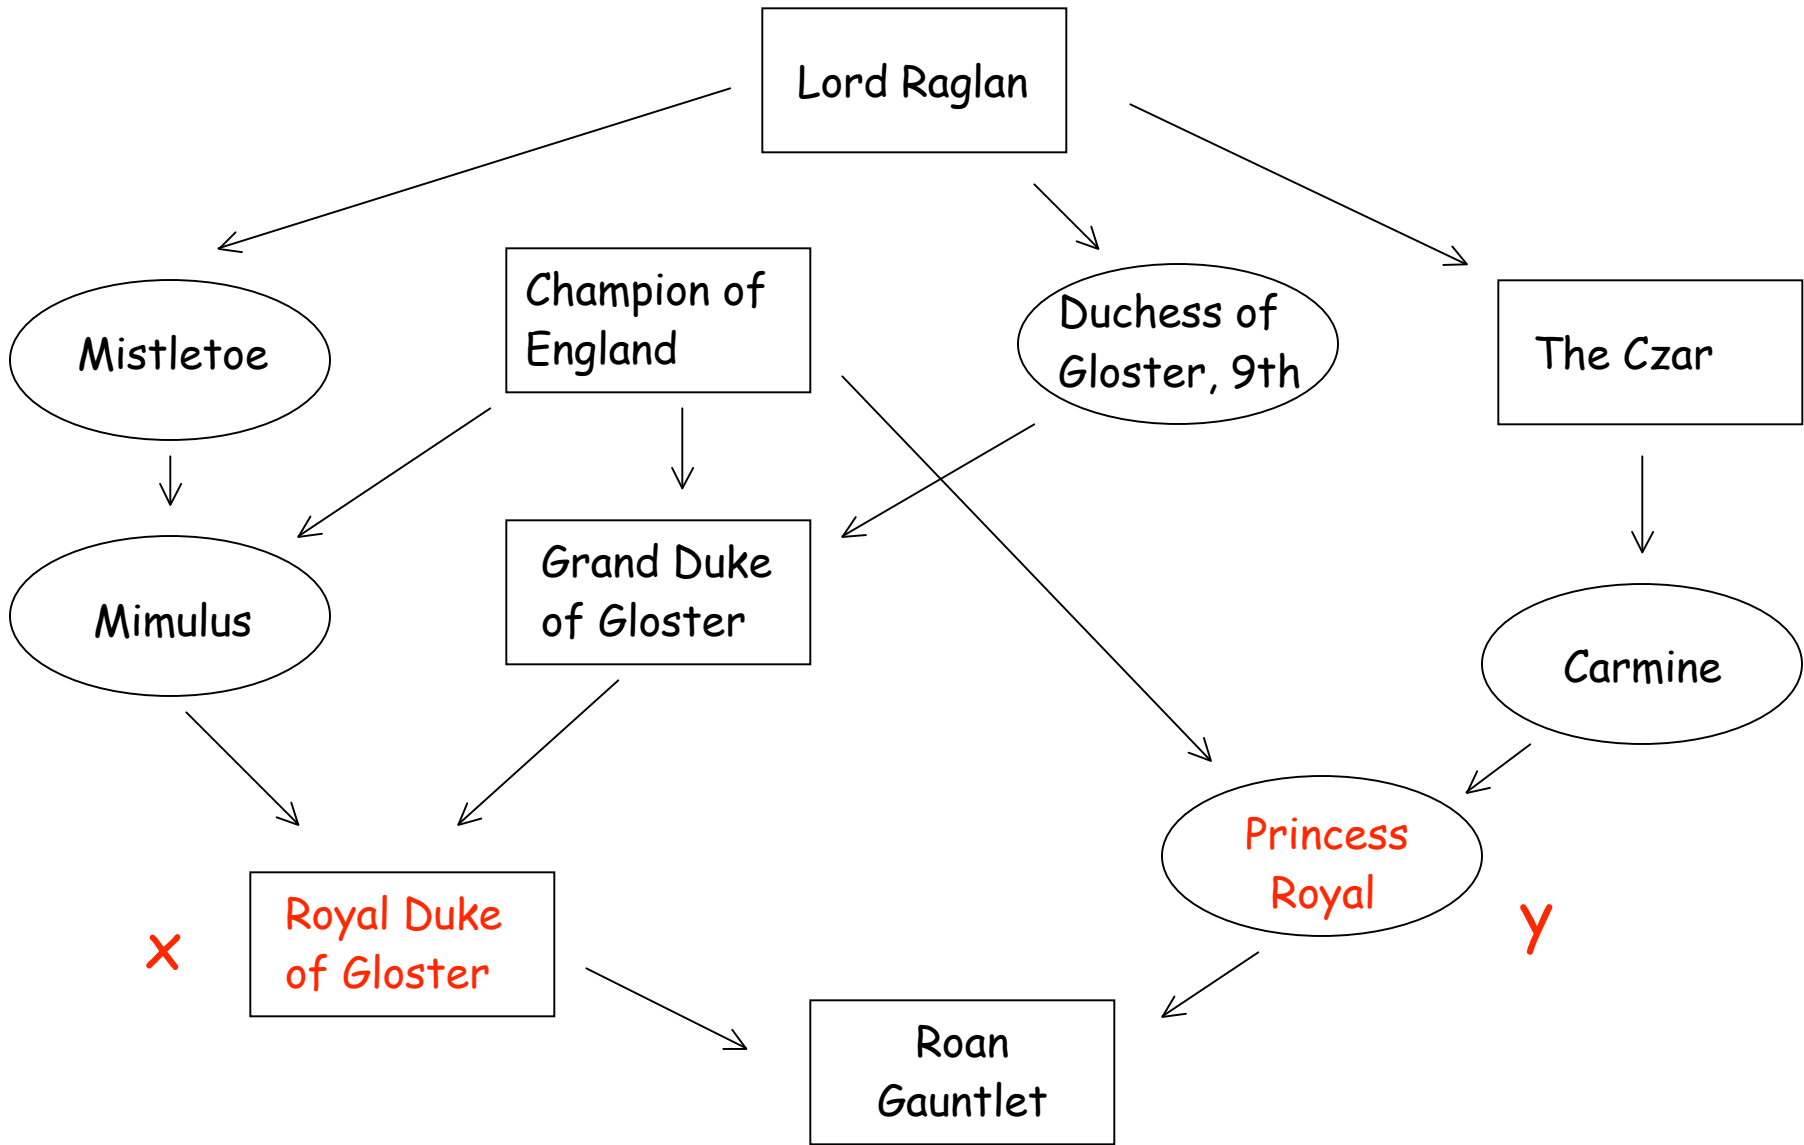 Lord Raglan
Mistletoe
Champion of
England
Duchess of
Gloster, 9th
The Czar
Mimulus
Grand Duke
of Gloster
Carmine
x
Royal Duke
of Gloster
Princess
Royal
y
Roan
Gauntlet